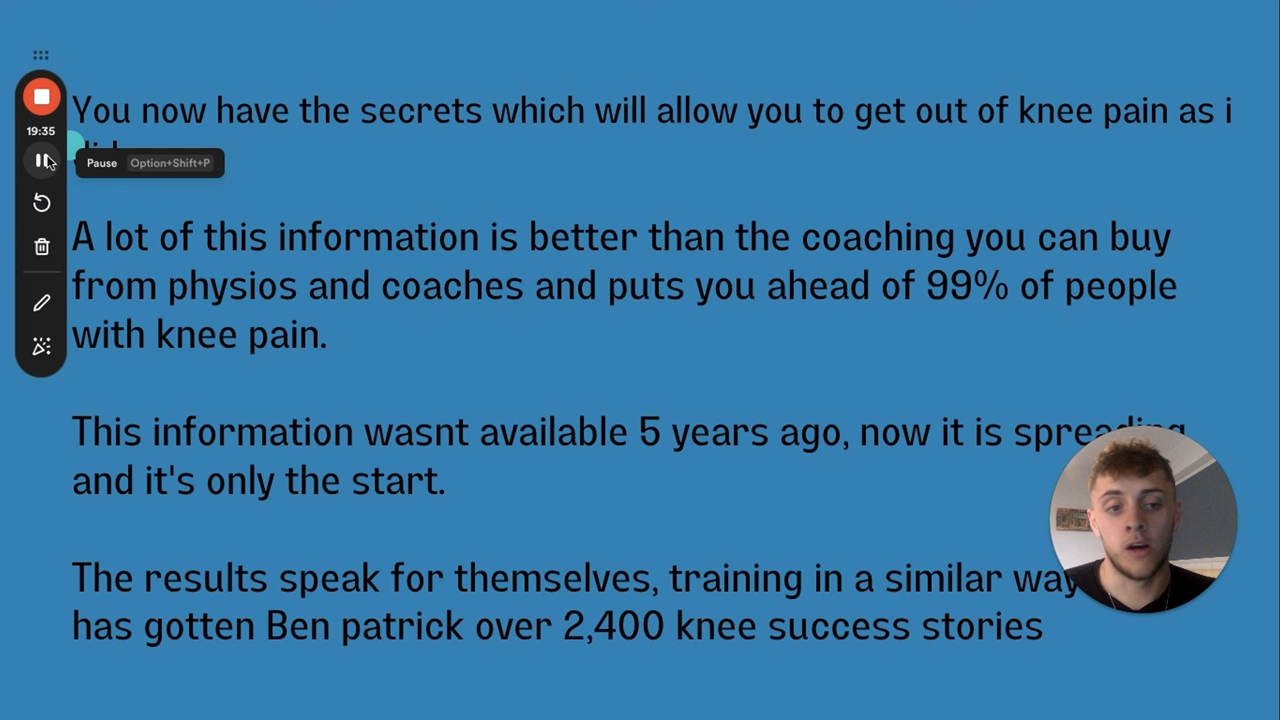 You now have the secrets which will allow you to get out of knee pain as i
19:35
Pause Option+Shift+P
A lot of this information is better than the coaching you can buy
from physios and coaches and puts you ahead of 99% of people
with knee pain.
This information wasnt available 5 years ago, now it is spreading
and it's only the start.
The results speak for themselves, training in a similar way
has gotten Ben patrick over 2,400 knee success stories